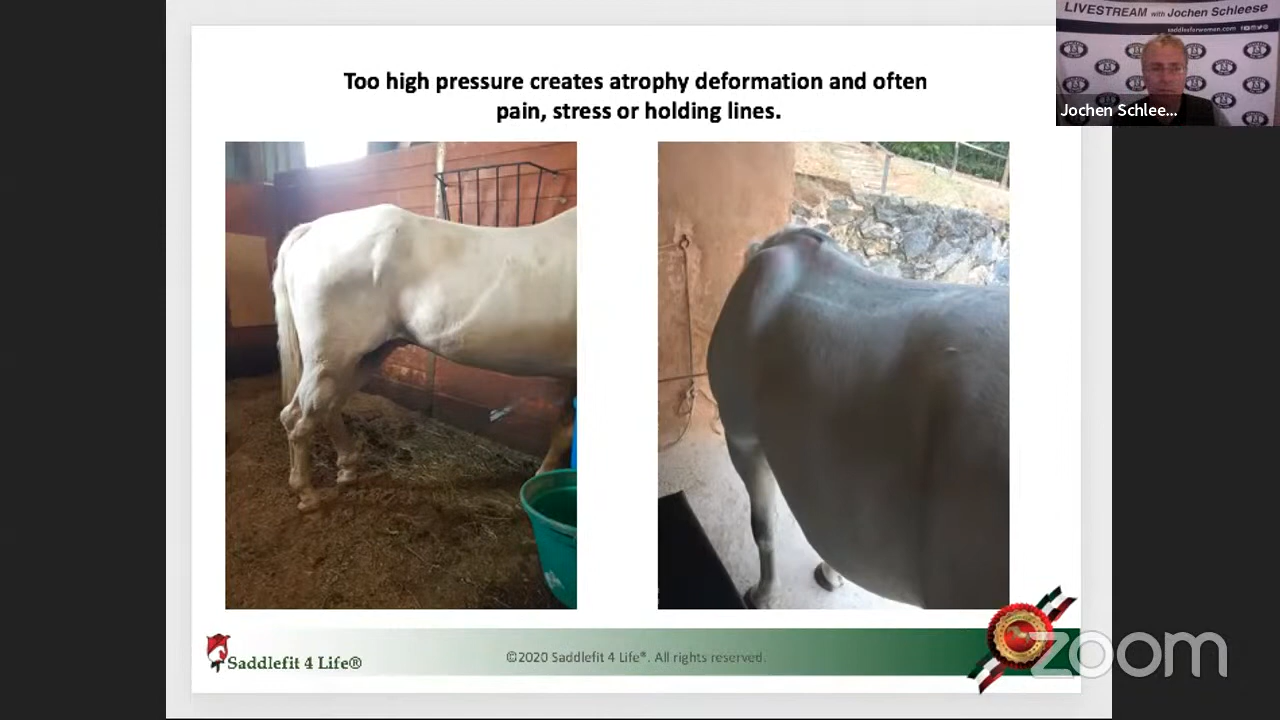 LIVESTREAM with Jochen Schleese
saddlesforwomen.com
Jochen Schlee...
Too high pressure creates atrophy deformation and often
pain, stress or holding lines.
Saddlefit 4 Life®
©2020 Saddlefit 4 Life®. All rights reserved.
zoom